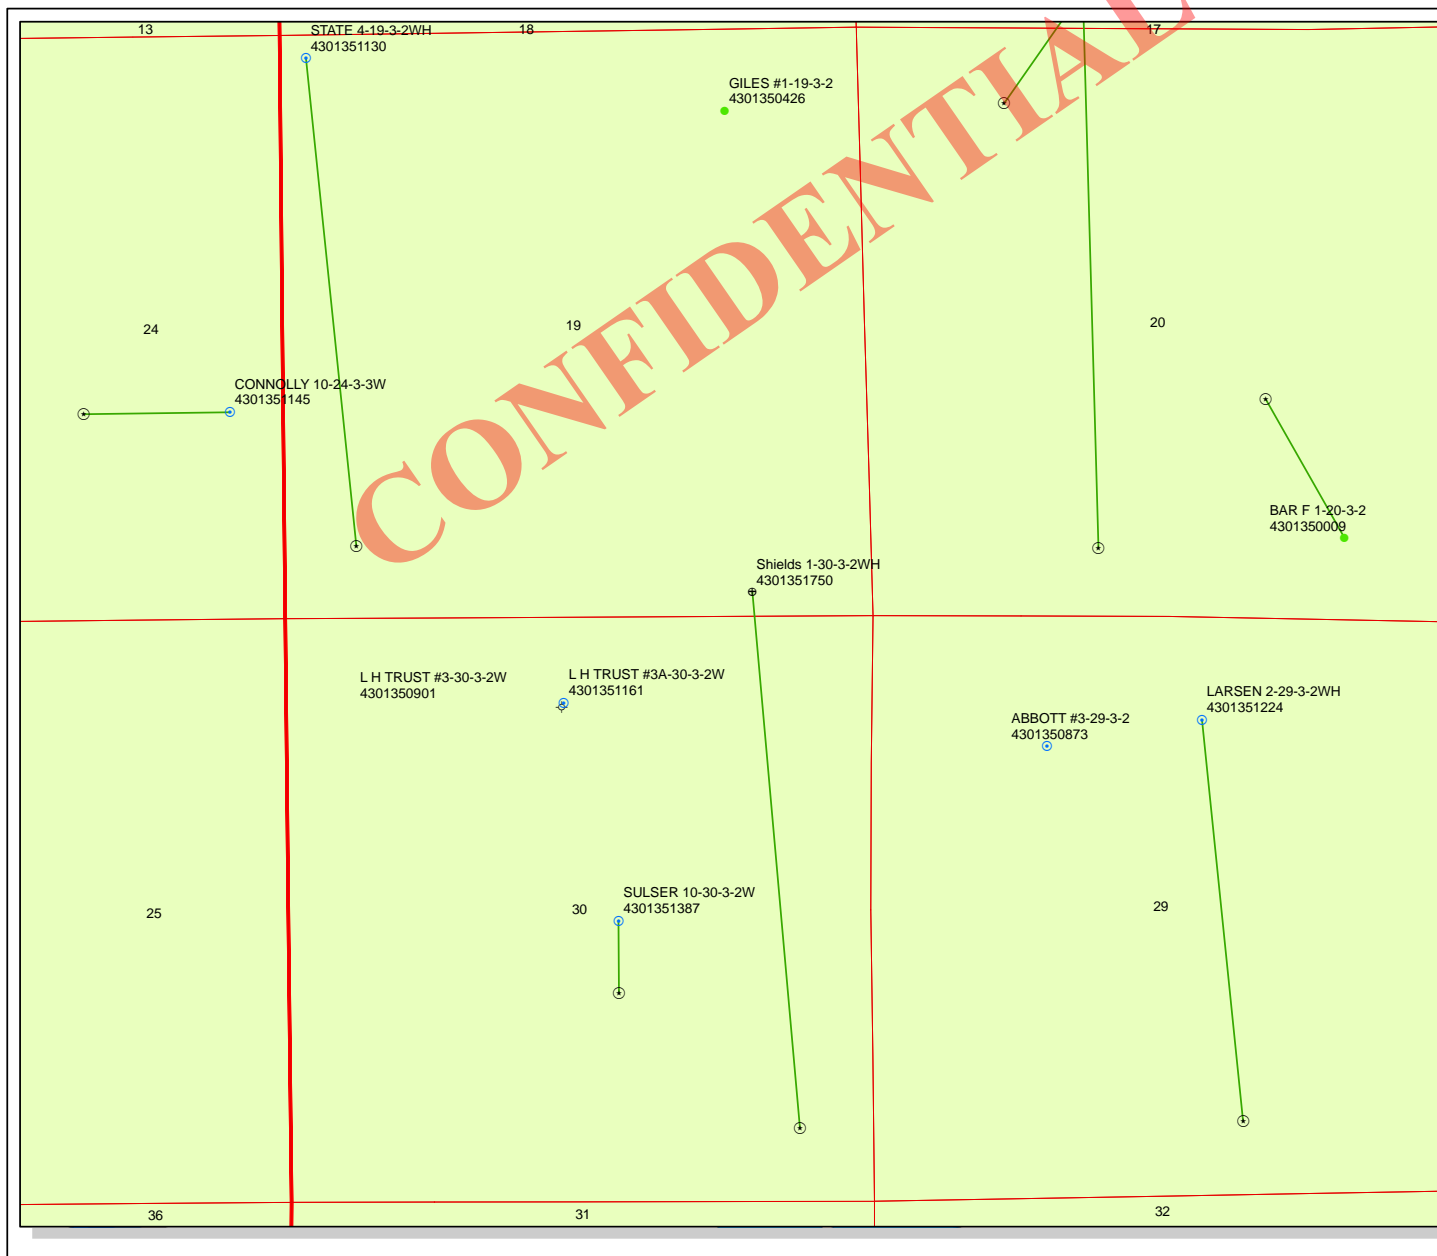 13
STATE 4-19-3-2WH
4301351130
18
17
GILES #1-19-3-2
4301350426
CONFIDENTIAL
24
19
20
CONNOLLY 10-24-3-3W
4301351145
BAR F 1-20-3-2
4301350009
Shields 1-30-3-2WH
4301351750
L H TRUST #3-30-3-2W
4301350901
L H TRUST #3A-30-3-2W
4301351161
ABBOTT #3-29-3-2
4301350873
LARSEN 2-29-3-2WH
4301351224
SULSER 10-30-3-2W
4301351387
25
30
29
36
31
32